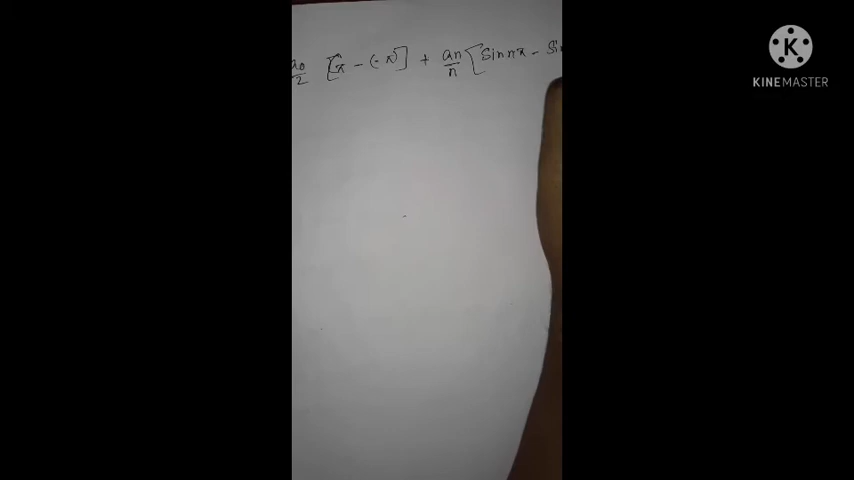 a0/2 [π - (-π)] + an/n [Sin nπ - Si
K
KINEMASTER